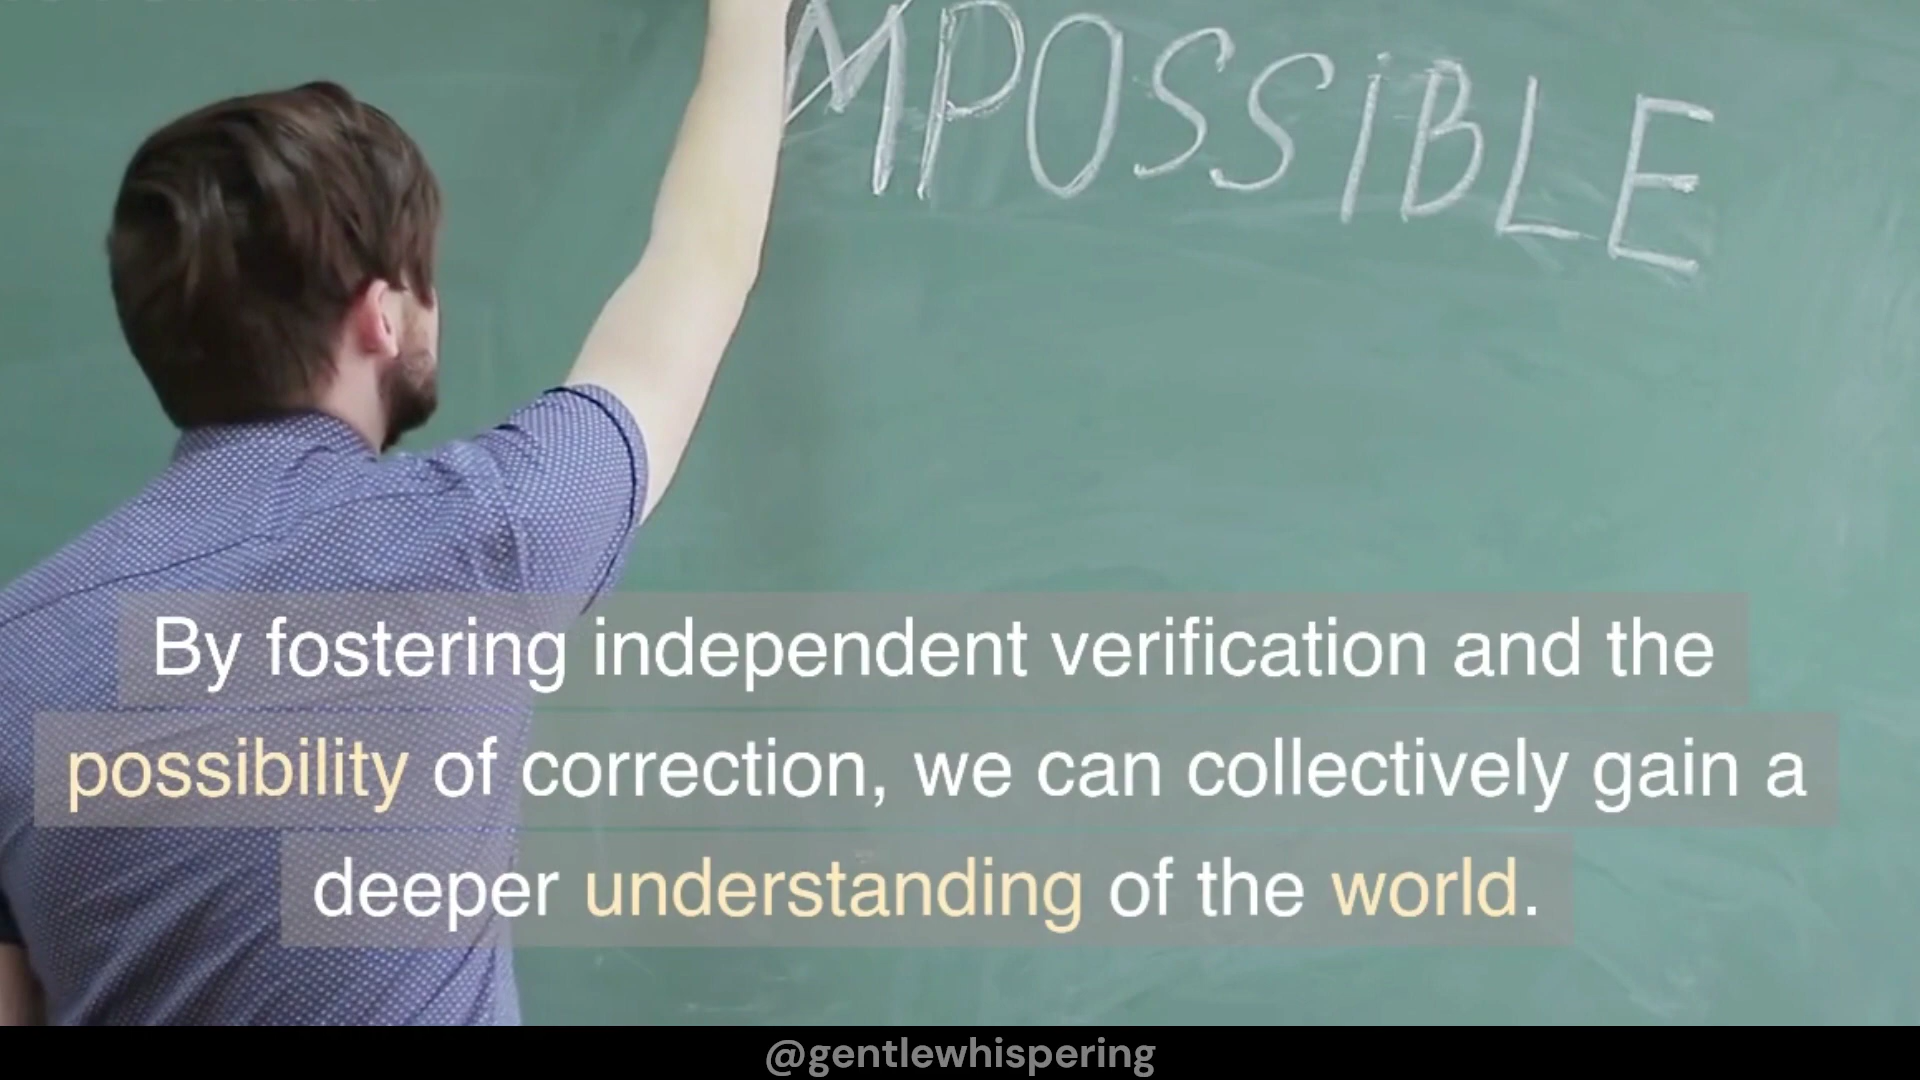 MPOSSiBLE
By fostering independent verification and the
possibility of correction, we can collectively gain a
deeper understanding of the world.
@gentlewhispering